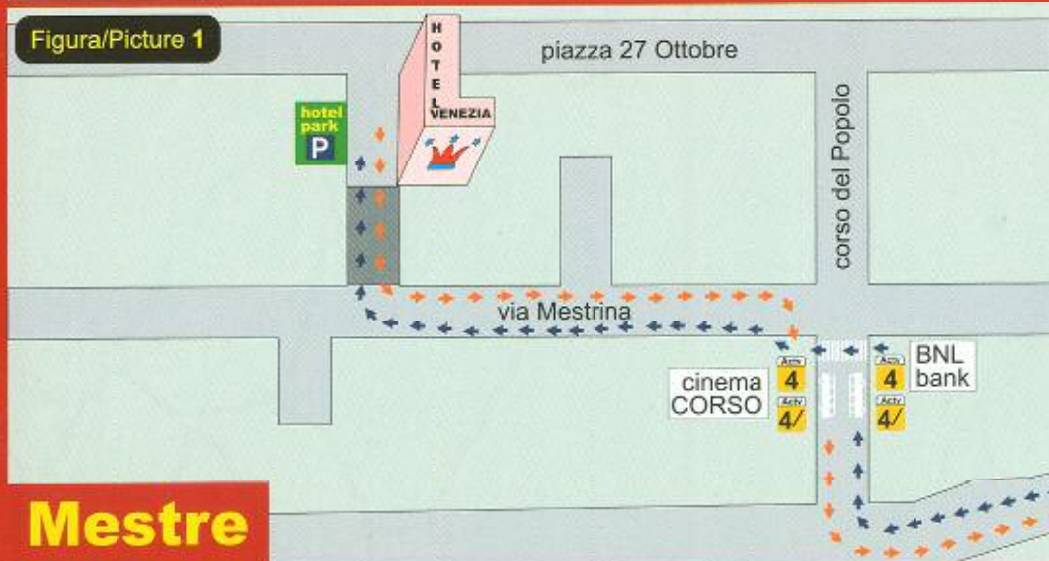 Figura/Picture 1
HOTEL
VENEZIA
piazza 27 Ottobre
hotel
park
P
corso del Popolo
via Mestrina
cinema
CORSO
Actv
4
Actv
4/
Actv
4
Actv
4/
BNL
bank
Mestre